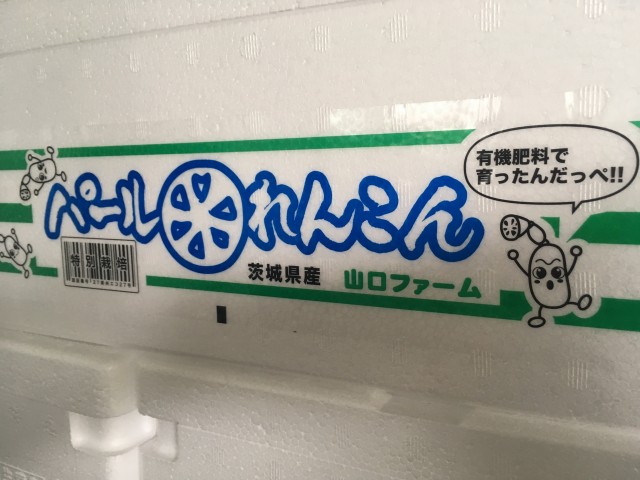 有機肥料で
育ったんだっぺ!!
パールれんこん
特別栽培
茨城県産 山口ファーム